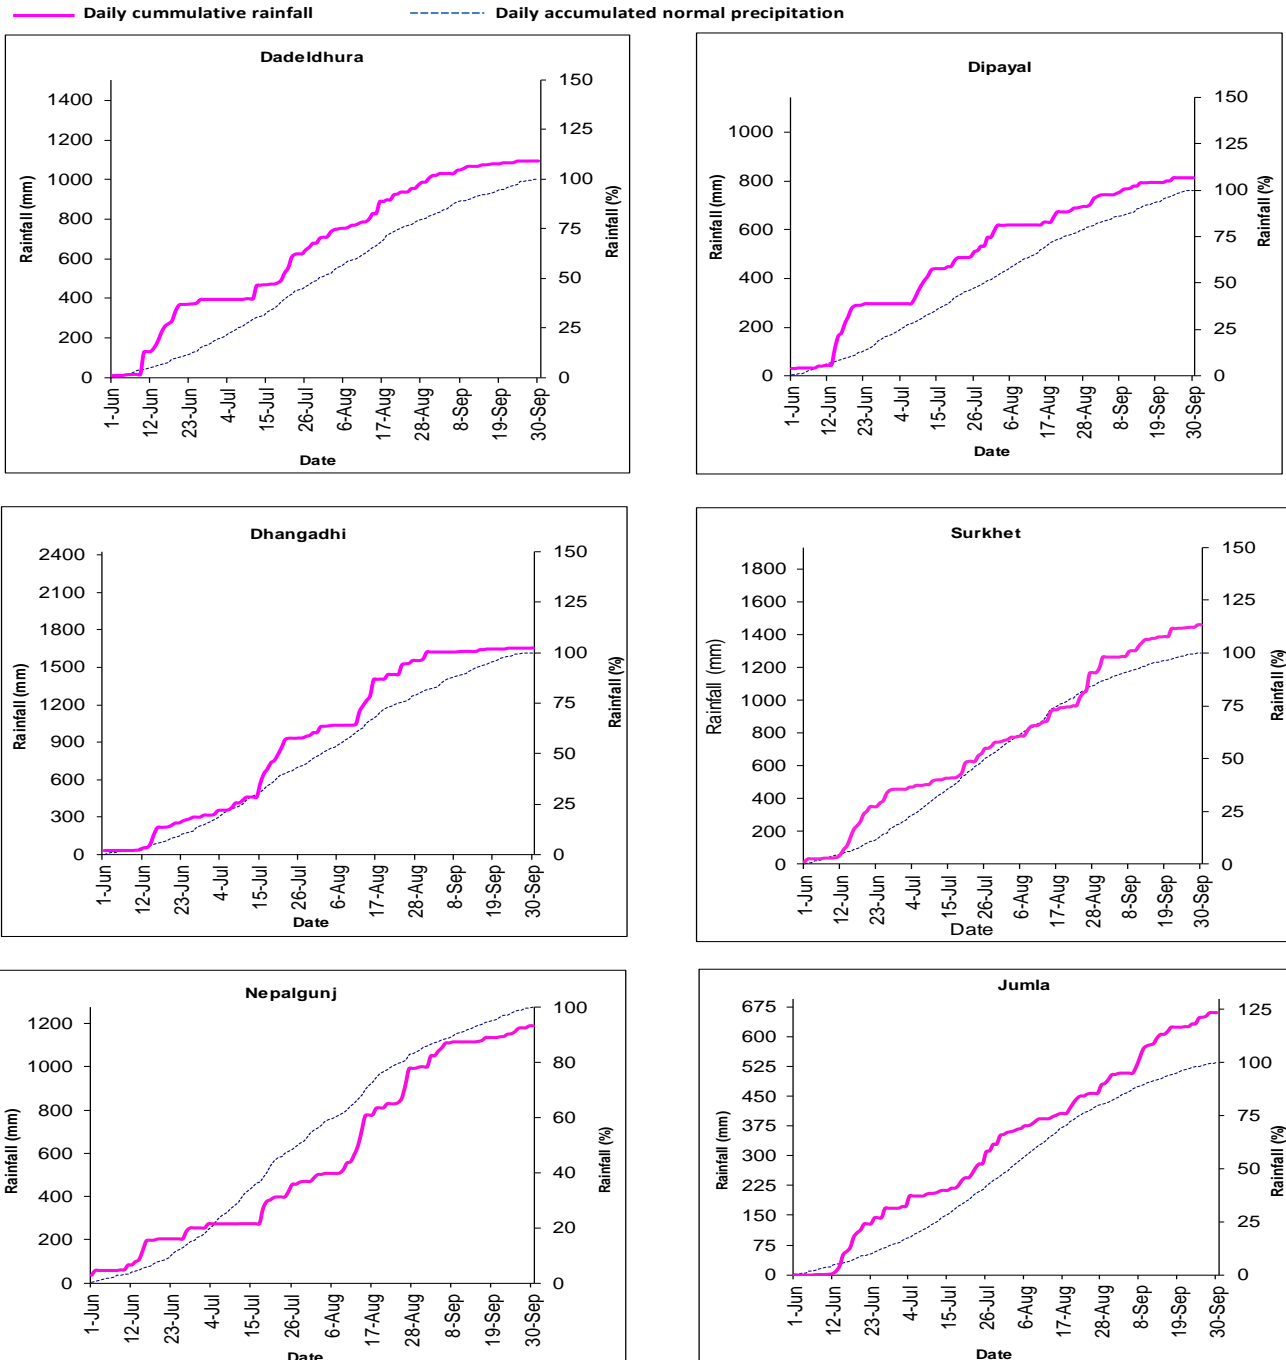 Daily cummulative rainfall
Daily accumulated normal precipitation
Dadeldhura
Rainfall (mm)
1400
1200
1000
800
600
400
200
0
150
125
100
75
50
25
0
Rainfall (%)
1-Jun
12-Jun
23-Jun
4-Jul
15-Jul
26-Jul
6-Aug
17-Aug
28-Aug
8-Sep
19-Sep
30-Sep
Date
Dipayal
Rainfall (mm)
1000
800
600
400
200
0
150
125
100
75
50
25
0
Rainfall (%)
1-Jun
12-Jun
23-Jun
4-Jul
15-Jul
26-Jul
6-Aug
17-Aug
28-Aug
8-Sep
19-Sep
30-Sep
Date
Dhangadhi
Rainfall (mm)
2400
2100
1800
1500
1200
900
600
300
0
150
125
100
75
50
25
0
Rainfall (%)
1-Jun
12-Jun
23-Jun
4-Jul
15-Jul
26-Jul
6-Aug
17-Aug
28-Aug
8-Sep
19-Sep
30-Sep
Date
Surkhet
Rainfall (mm)
1800
1600
1400
1200
1000
800
600
400
200
0
150
125
100
75
50
25
0
Rainfall (%)
1-Jun
12-Jun
23-Jun
4-Jul
15-Jul
26-Jul
6-Aug
17-Aug
28-Aug
8-Sep
19-Sep
30-Sep
Date
Nepalgunj
Rainfall (mm)
1200
1000
800
600
400
200
0
100
80
60
40
20
0
Rainfall (%)
1-Jun
12-Jun
23-Jun
4-Jul
15-Jul
26-Jul
6-Aug
17-Aug
28-Aug
8-Sep
19-Sep
30-Sep
Date
Jumla
Rainfall (mm)
675
600
525
450
375
300
225
150
75
0
125
100
75
50
25
0
Rainfall (%)
1-Jun
12-Jun
23-Jun
4-Jul
15-Jul
26-Jul
6-Aug
17-Aug
28-Aug
8-Sep
19-Sep
30-Sep
Date